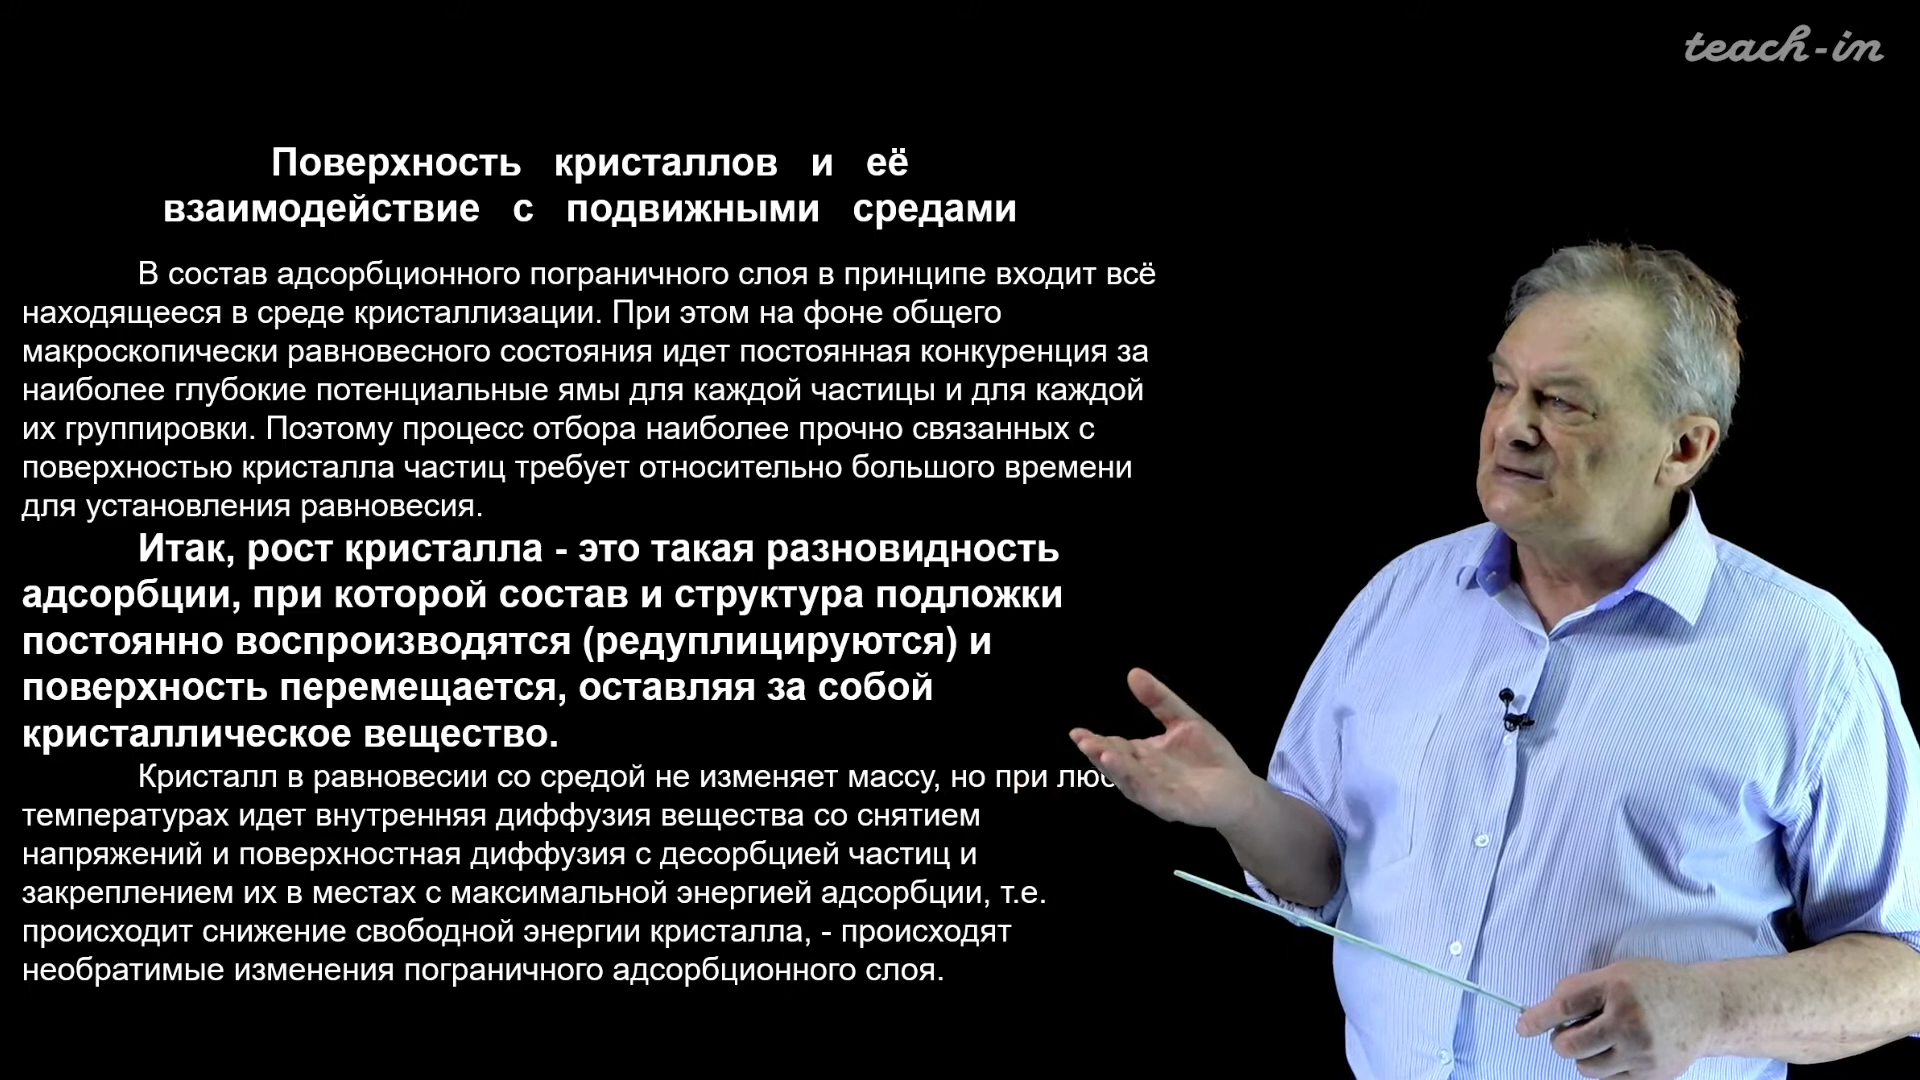 teach-in
Поверхность кристаллов и её
взаимодействие с подвижными средами
В состав адсорбционного пограничного слоя в принципе входит всё
находящееся в среде кристаллизации. При этом на фоне общего
макроскопически равновесного состояния идет постоянная конкуренция за
наиболее глубокие потенциальные ямы для каждой частицы и для каждой
их группировки. Поэтому процесс отбора наиболее прочно связанных с
поверхностью кристалла частиц требует относительно большого времени
для установления равновесия.
Итак, рост кристалла - это такая разновидность
адсорбции, при которой состав и структура подложки
постоянно воспроизводятся (редуплицируются) и
поверхность перемещается, оставляя за собой
кристаллическое вещество.
Кристалл в равновесии со средой не изменяет массу, но при
температурах идет внутренняя диффузия вещества со снятием
напряжений и поверхностная диффузия с десорбцией частиц и
закреплением их в местах с максимальной энергией адсорбции, т.е.
происходит снижение свободной энергии кристалла, - происходят
необратимые изменения пограничного адсорбционного слоя.